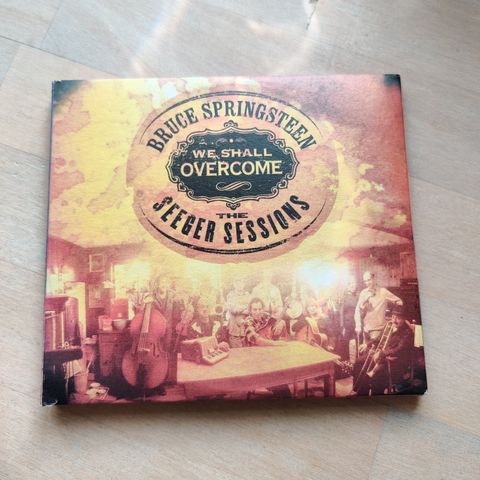 BRUCE SPRINGSTEEN
WE SHALL
OVERCOME
THE
SEEGER SESSIONS